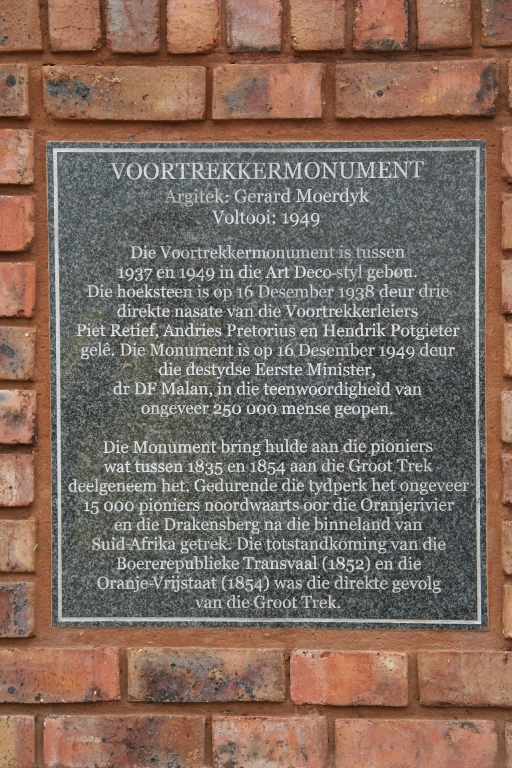 VOORTREKKERMONUMENT
Argitek: Gerard Moerdyk
Voltooi: 1949
Die Voortrekkermonument is tussen
1937 en 1949 in die Art Deco-styl gebou.
Die hoeksteen is op 16 Desember 1938 deur drie
direkte nasate van die Voortrekkerleiers
Piet Retief, Andries Pretorius en Hendrik Potgieter
gelê. Die Monument is op 16 Desember 1949 deur
die destydse Eerste Minister,
dr DF Malan, in die teenwoordigheid van
ongeveer 250 000 mense geopen.
Die Monument bring hulde aan die pioniers
wat tussen 1835 en 1854 aan die Groot Trek
deelgeneem het. Gedurende die tydperk het ongeveer
15 000 pioniers noordwaarts oor die Oranjerivier
en die Drakensberg na die binneland van
Suid-Afrika getrek. Die totstandkoming van die
Boererepublieke Transvaal (1852) en die
Oranje-Vrijstaat (1854) was die direkte gevolg
van die Groot Trek.